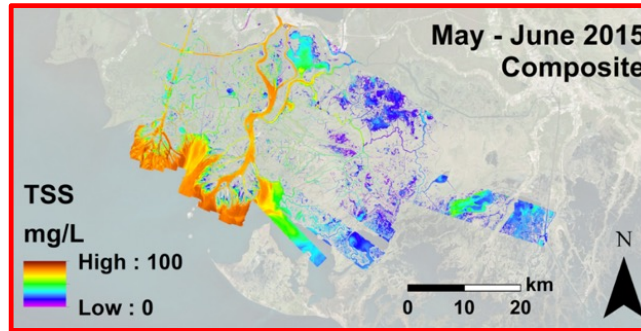 May - June 2015
Composite
TSS
mg/L
High : 100
Low : 0
km
0 10 20
N